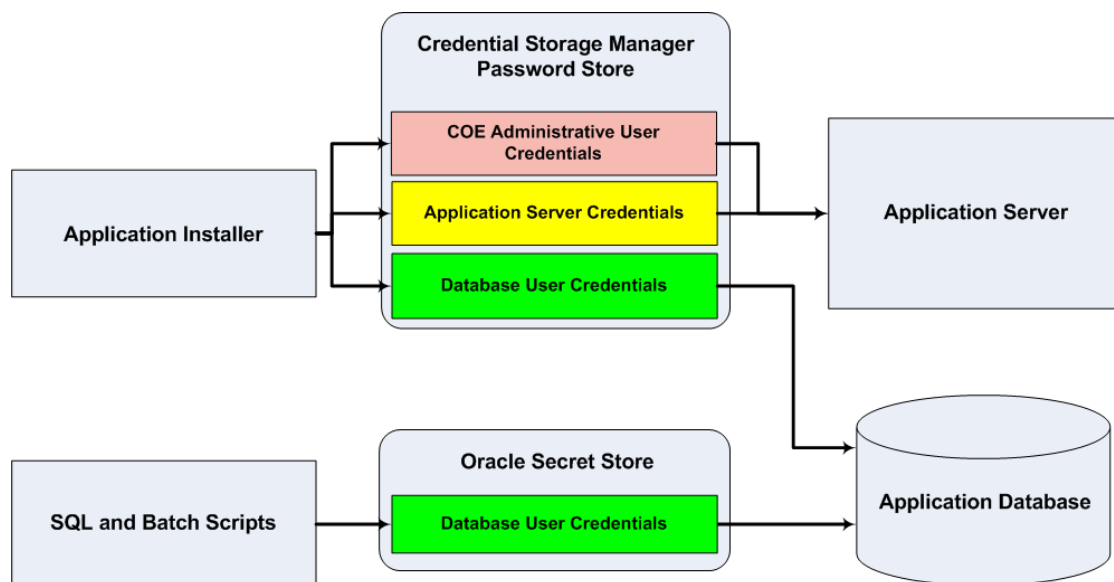 Credential Storage Manager
Password Store
COE Administrative User
Credentials
Application Server Credentials
Database User Credentials
Application Installer
Application Server
Oracle Secret Store
Database User Credentials
SQL and Batch Scripts
Application Database